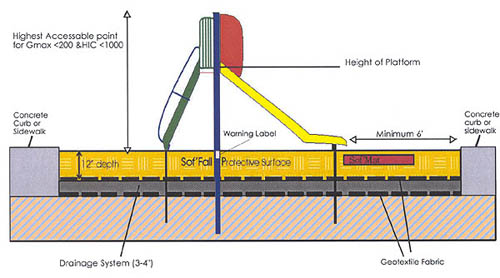 Highest Accessable point
for Gmax <200 &HIC <1000
Height of Platform
Concrete
Curb or
Sidewalk
Concrete
curb or
sidewalk
Warning Label
Minimum 6'
12" depth
Sof'Fall Protective Surface
Sof'Mat
Drainage System (3-4")
Geotextile Fabric